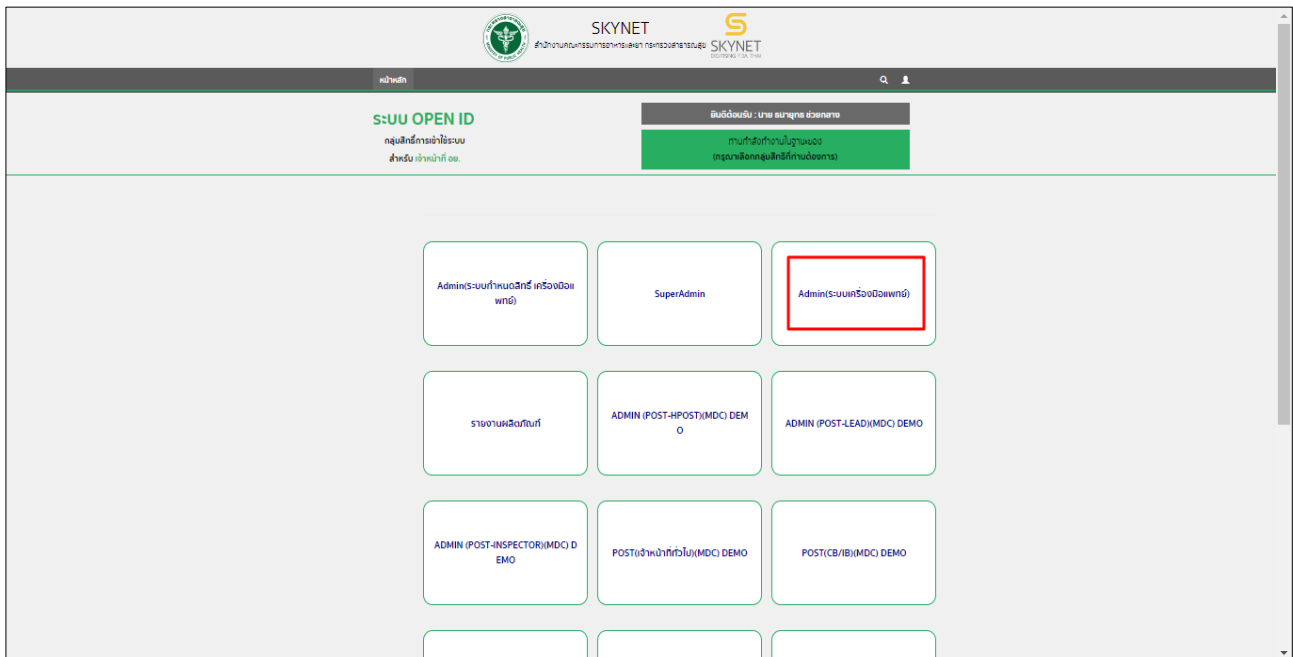 SKYNET
สำนักงานคณะกรรมการอาหารและยา กระทรวงสาธารณสุข
SKYNET
หน้าหลัก
ระบบ OPEN ID
กลุ่มสิทธิ์การเข้าใช้ระบบ
สำหรับ เจ้าหน้าที่ อย.
ยินดีต้อนรับ : นาย ธนายุทธ ช่วยกลาง
ท่านกำลังทำงานในฐานะของ
(กรุณาเลือกกลุ่มสิทธิที่ท่านต้องการ)
Admin(ระบบกำหนดสิทธิ์ เครื่องมือแ
พทย์)
SuperAdmin
Admin(ระบบเครื่องมือแพทย์)
รายงานผลิตภัณฑ์
ADMIN (POST-HPOST)(MDC) DEM
O
ADMIN (POST-LEAD)(MDC) DEMO
ADMIN (POST-INSPECTOR)(MDC) D
EMO
POST(เจ้าหน้าที่ทั่วไป)(MDC) DEMO
POST(CB/IB)(MDC) DEMO